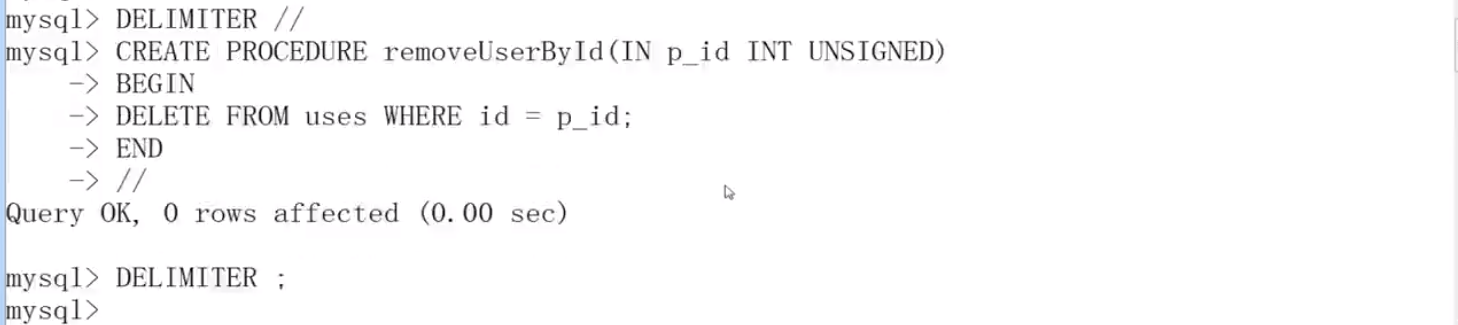 mysql> DELIMITER //
mysql> CREATE PROCEDURE removeUserById(IN p_id INT UNSIGNED)
    -> BEGIN
    -> DELETE FROM uses WHERE id = p_id;
    -> END
    -> //
Query OK, 0 rows affected (0.00 sec)
mysql> DELIMITER ;
mysql>